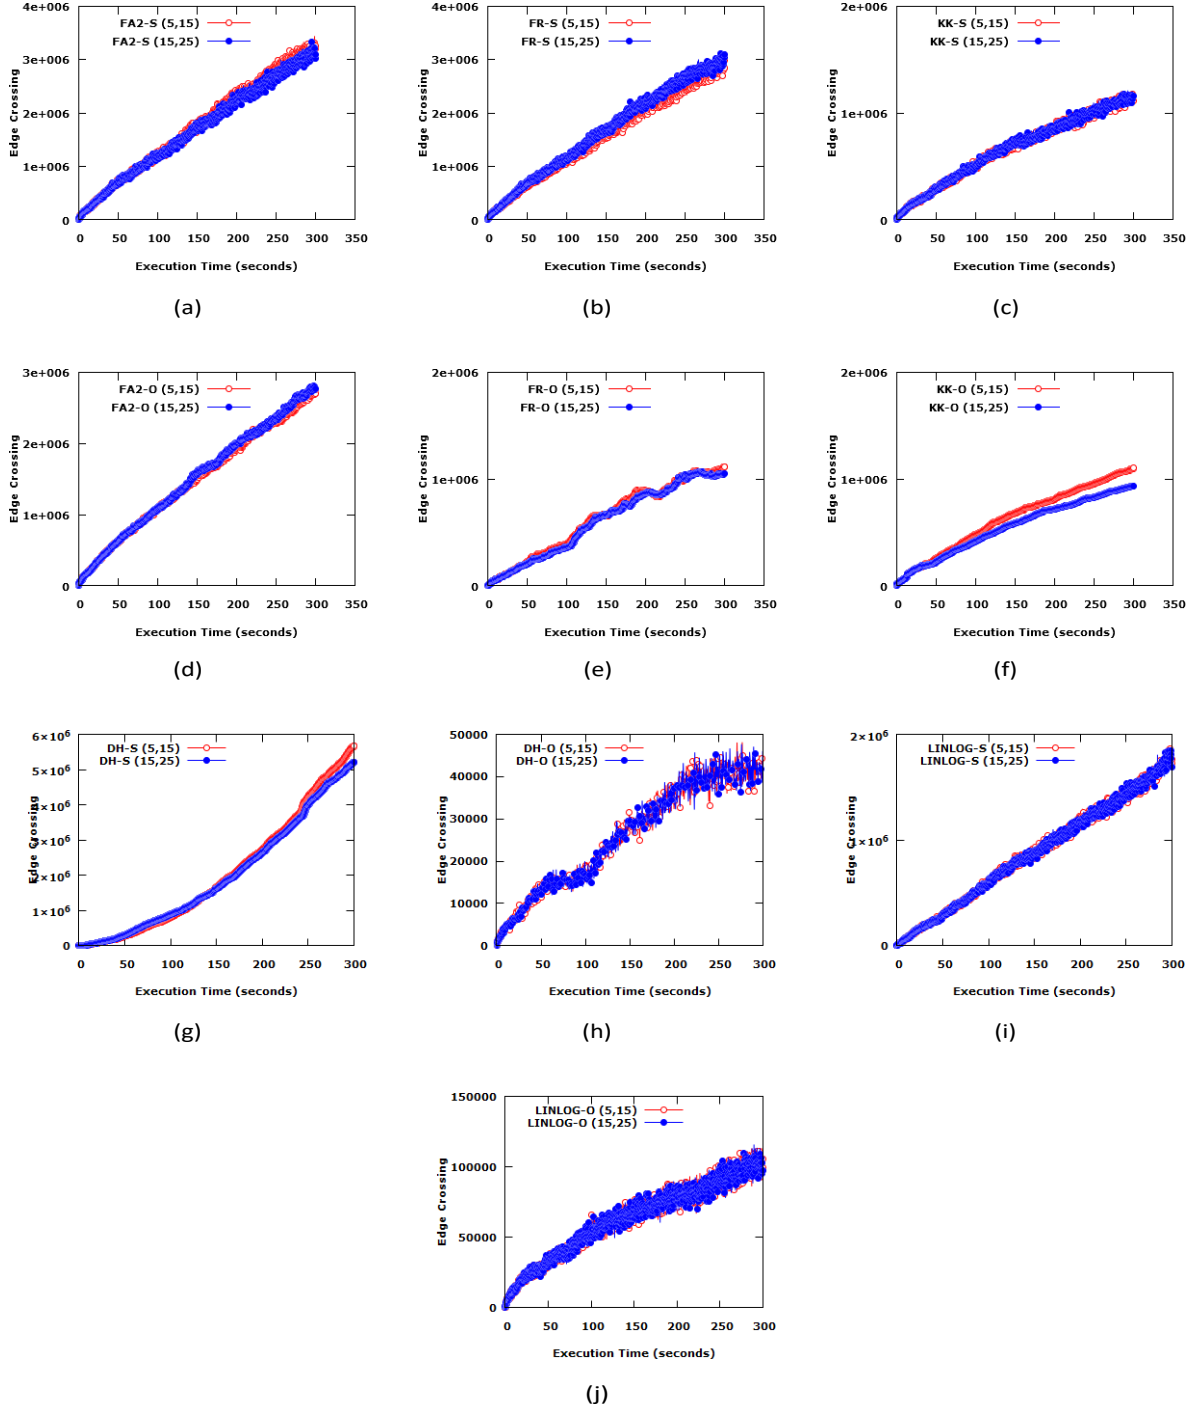 4e+006
3e+006
2e+006
1e+006
0
FA2-S (5,15)
FA2-S (15,25)
Edge Crossing
0 50 100 150 200 250 300 350
Execution Time (seconds)
(a)
4e+006
3e+006
2e+006
1e+006
0
FR-S (5,15)
FR-S (15,25)
Edge Crossing
0 50 100 150 200 250 300 350
Execution Time (seconds)
(b)
2e+006
1e+006
0
KK-S (5,15)
KK-S (15,25)
Edge Crossing
0 50 100 150 200 250 300 350
Execution Time (seconds)
(c)
3e+006
2e+006
1e+006
0
FA2-O (5,15)
FA2-O (15,25)
Edge Crossing
0 50 100 150 200 250 300 350
Execution Time (seconds)
(d)
2e+006
1e+006
0
FR-O (5,15)
FR-O (15,25)
Edge Crossing
0 50 100 150 200 250 300 350
Execution Time (seconds)
(e)
2e+006
1e+006
0
KK-O (5,15)
KK-O (15,25)
Edge Crossing
0 50 100 150 200 250 300 350
Execution Time (seconds)
(f)
6×10⁶
5×10⁶
4×10⁶
3×10⁶
2×10⁶
1×10⁶
0
DH-S (5,15)
DH-S (15,25)
Edge Crossing
0 50 100 150 200 250 300
Execution Time (seconds)
(g)
50000
40000
30000
20000
10000
0
DH-O (5,15)
DH-O (15,25)
Edge Crossing
0 50 100 150 200 250 300
Execution Time (seconds)
(h)
2×10⁶
1×10⁶
0
LINLOG-S (5,15)
LINLOG-S (15,25)
Edge Crossing
0 50 100 150 200 250 300
Execution Time (seconds)
(i)
150000
100000
50000
0
LINLOG-O (5,15)
LINLOG-O (15,25)
Edge Crossing
0 50 100 150 200 250 300
Execution Time (seconds)
(j)